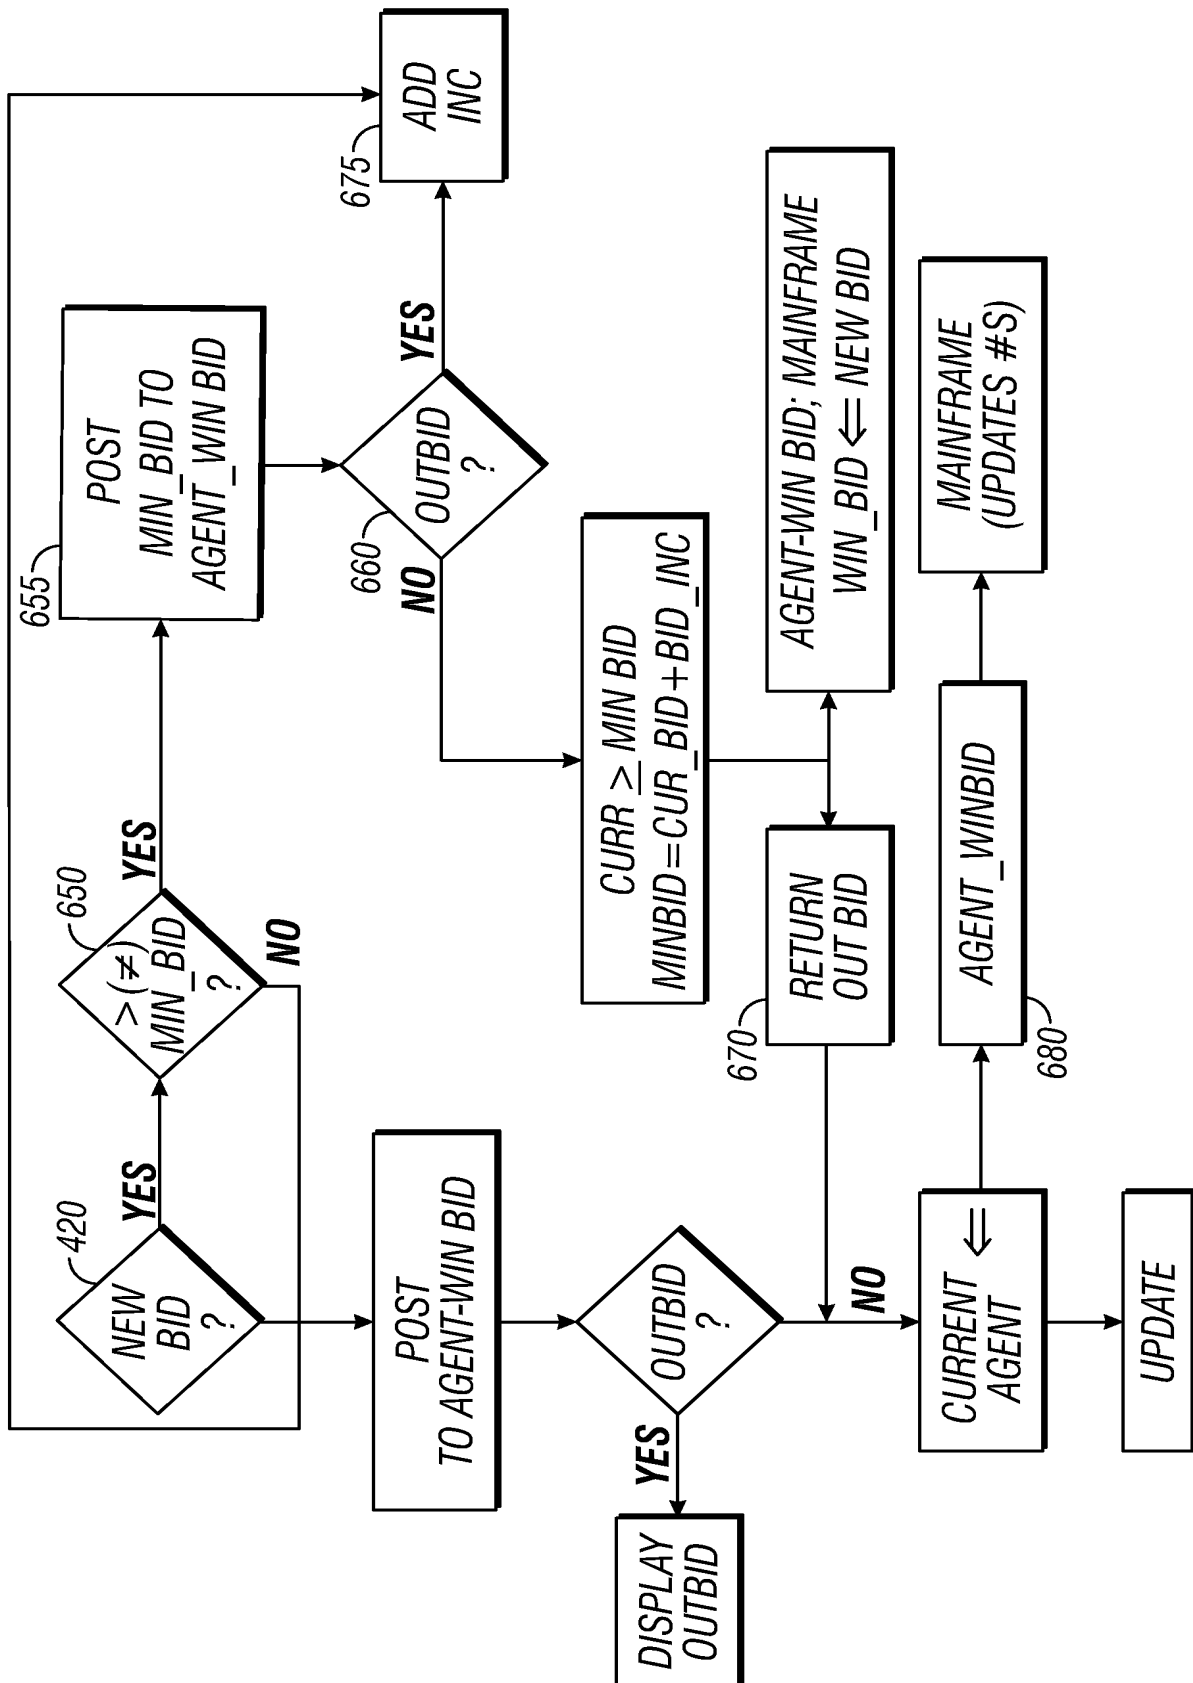 420
NEW
BID
?
YES
650
>(≠)
MIN_BID
?
YES
NO
655
POST
MIN_BID TO
AGENT_WIN BID
660
OUTBID
?
YES
NO
675
ADD
INC
POST
TO AGENT-WIN BID
CURR ≥ MIN BID
MINBID=CUR_BID+BID_INC
OUTBID
?
YES
NO
DISPLAY
OUTBID
670
RETURN
OUT BID
AGENT-WIN BID; MAINFRAME
WIN_BID ⇐ NEW BID
CURRENT ⇐
AGENT
680
AGENT_WINBID
MAINFRAME
(UPDATES #S)
UPDATE